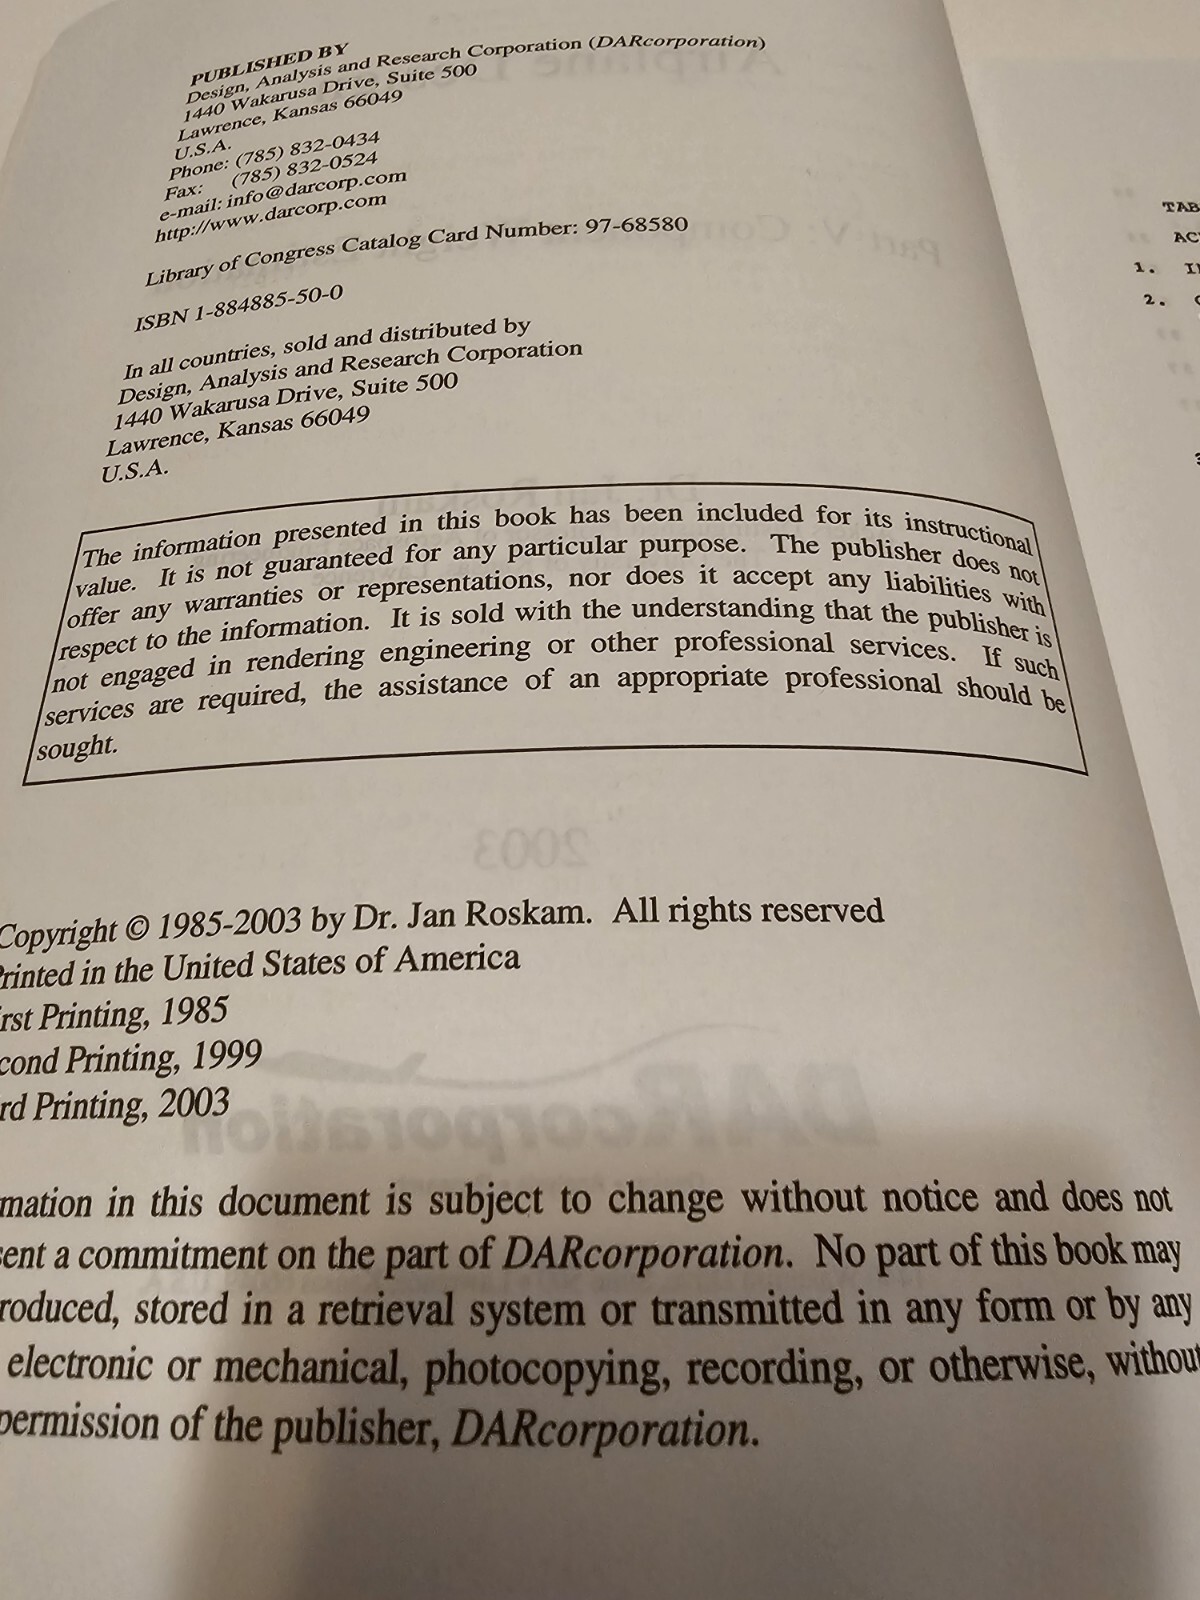 PUBLISHED BY
Design, Analysis and Research Corporation (DARcorporation)
1440 Wakarusa Drive, Suite 500
Lawrence, Kansas 66049
U.S.A.
Phone: (785) 832-0434
Fax: (785) 832-0524
e-mail: info@darcorp.com
http://www.darcorp.com
Library of Congress Catalog Card Number: 97-68580
ISBN 1-884885-50-0
In all countries, sold and distributed by
Design, Analysis and Research Corporation
1440 Wakarusa Drive, Suite 500
Lawrence, Kansas 66049
U.S.A.
The information presented in this book has been included for its instructional
value. It is not guaranteed for any particular purpose. The publisher does not
offer any warranties or representations, nor does it accept any liabilities with
respect to the information. It is sold with the understanding that the publisher is
not engaged in rendering engineering or other professional services. If such
services are required, the assistance of an appropriate professional should be
sought.
Copyright © 1985-2003 by Dr. Jan Roskam. All rights reserved
rinted in the United States of America
rst Printing, 1985
cond Printing, 1999
rd Printing, 2003
mation in this document is subject to change without notice and does not
sent a commitment on the part of DARcorporation. No part of this book may
roduced, stored in a retrieval system or transmitted in any form or by any
electronic or mechanical, photocopying, recording, or otherwise, without
permission of the publisher, DARcorporation.
TAB
AC
1.
2.